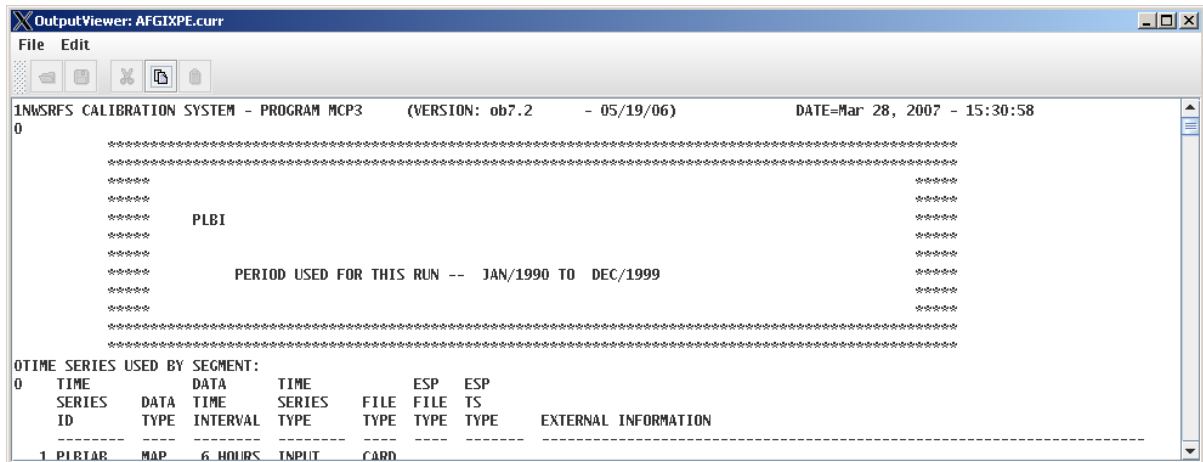 OutputViewer: AFGIXPE.curr
File Edit
1NWSRFS CALIBRATION SYSTEM - PROGRAM MCP3 (VERSION: ob7.2 - 05/19/06) DATE=Mar 28, 2007 - 15:30:58
0
************************************************************************************************************************
************************************************************************************************************************
***** *****
***** *****
***** PLBI *****
***** *****
***** *****
***** PERIOD USED FOR THIS RUN -- JAN/1990 TO DEC/1999 *****
***** *****
***** *****
************************************************************************************************************************
************************************************************************************************************************
0TIME SERIES USED BY SEGMENT:
0 TIME DATA TIME ESP ESP
SERIES DATA TIME SERIES FILE FILE TS
ID TYPE INTERVAL TYPE TYPE TYPE TYPE EXTERNAL INFORMATION
-------- ---- -------- -------- ---- ---- ------- -----------------------------------------------------------------------
1 PLBIAB MAP 6 HOURS INPUT CARD